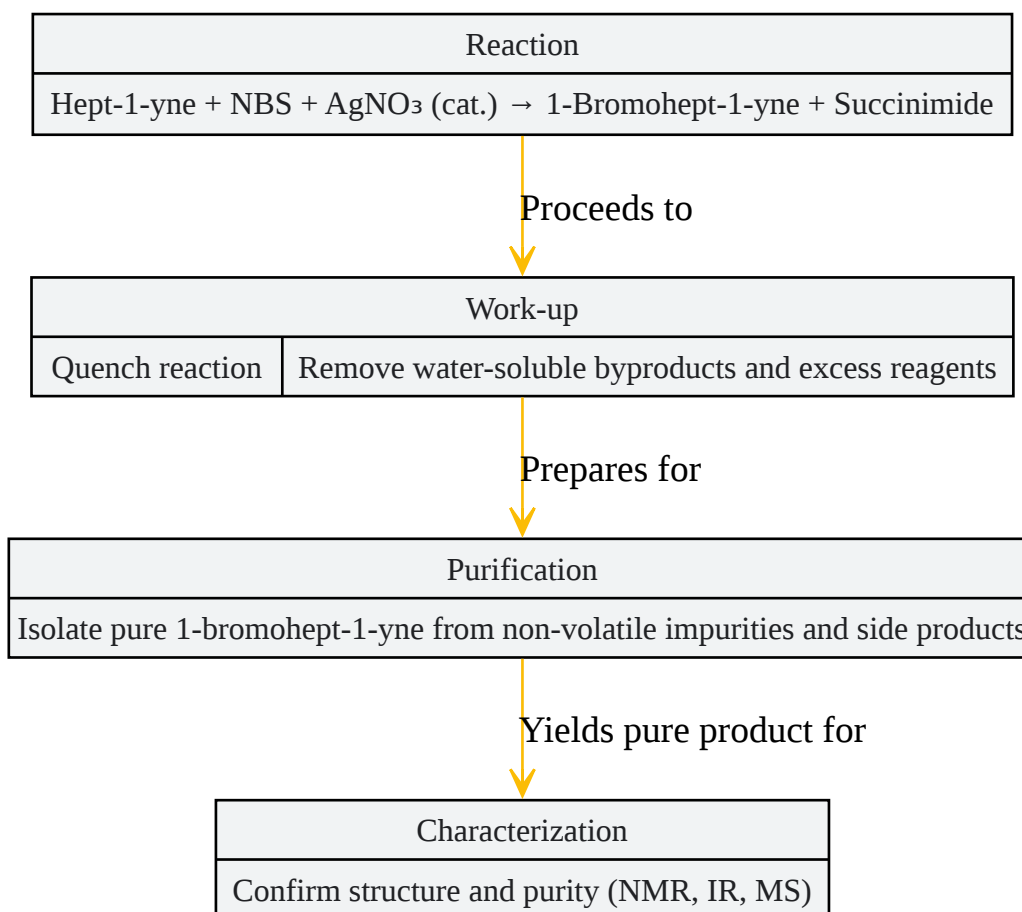 Reaction
Hept-1-yne + NBS + AgNO₃ (cat.) → 1-Bromohept-1-yne + Succinimide
Proceeds to
Work-up
Quench reaction
Remove water-soluble byproducts and excess reagents
Prepares for
Purification
Isolate pure 1-bromohept-1-yne from non-volatile impurities and side products
Yields pure product for
Characterization
Confirm structure and purity (NMR, IR, MS)